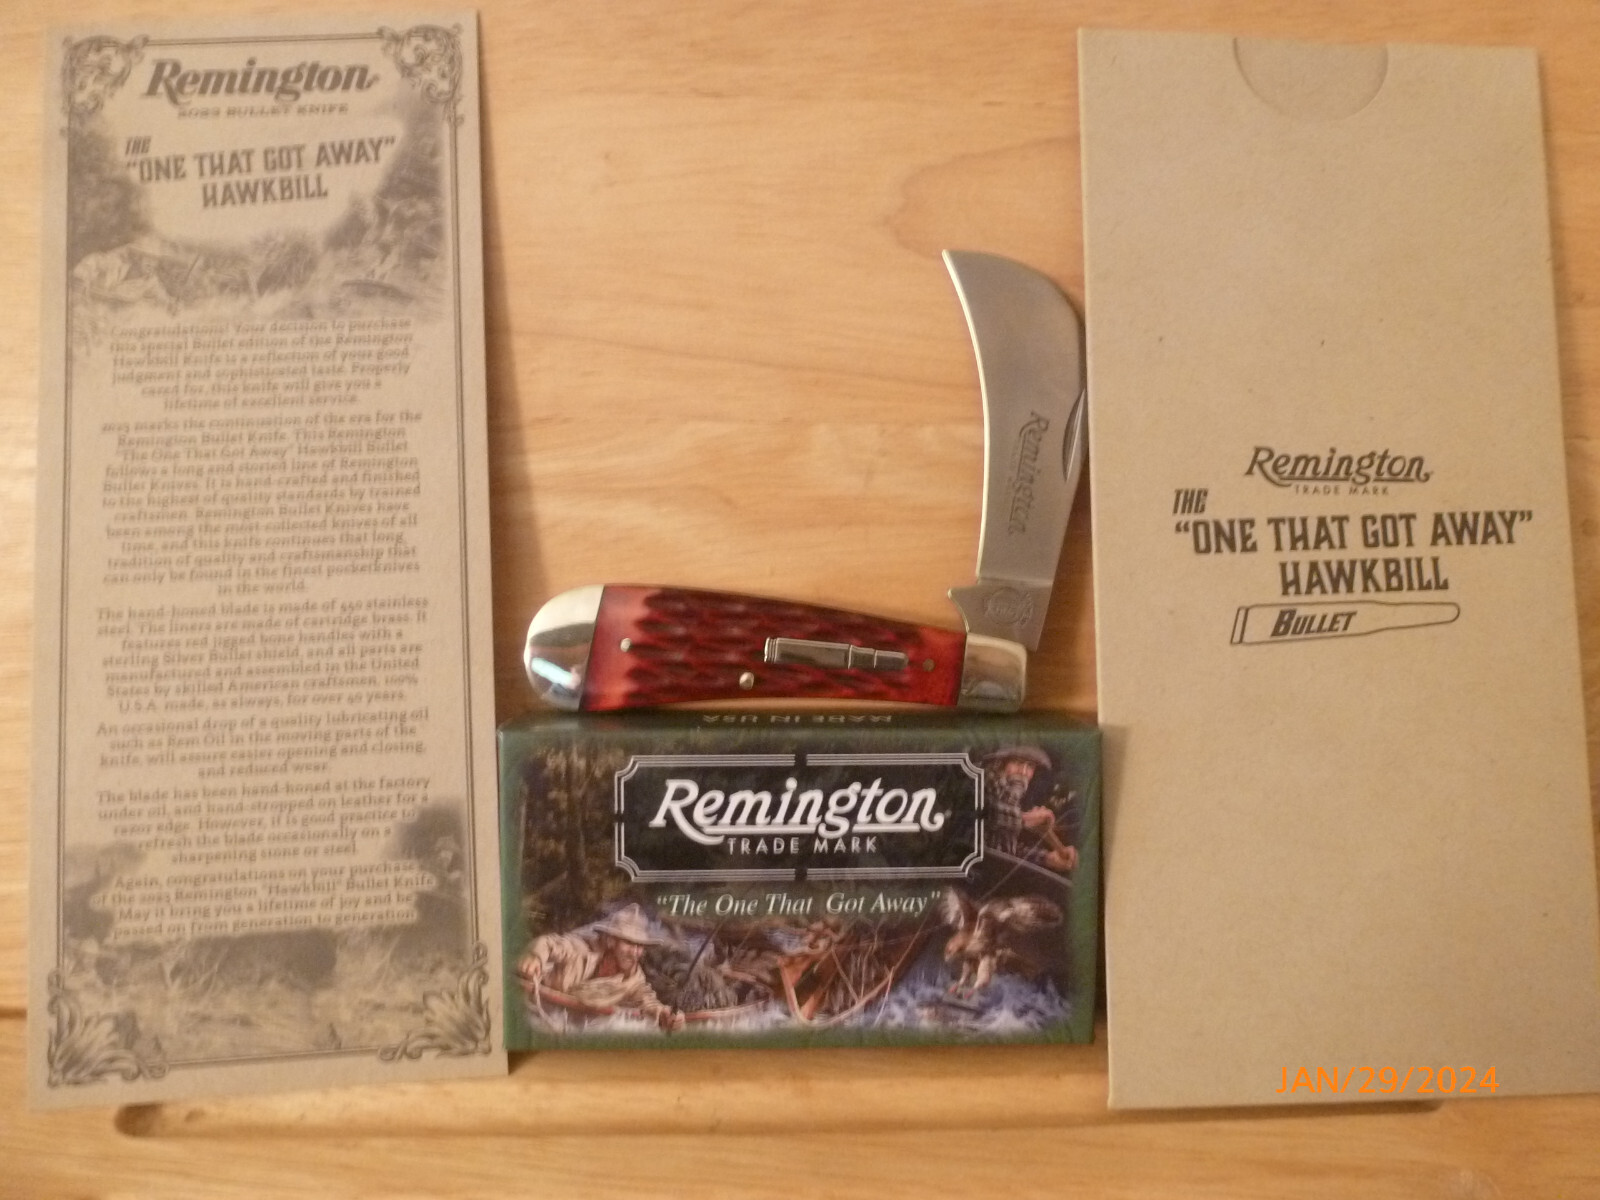 Remington
2023 BULLET KNIFE
THE
"ONE THAT GOT AWAY"
HAWKBILL
Congratulations! Your decision to purchase
this special Bullet edition of the Remington
Hawkbill Knife is a reflection of your good
judgment and sophisticated taste. Properly
cared for, this knife will give you a
lifetime of excellent service.
2023 marks the continuation of the era for the
Remington Bullet Knife. This Remington
"The One That Got Away" Hawkbill Bullet
follows a long and storied line of Remington
Bullet Knives. It is hand-crafted and finished
to the highest of quality standards by trained
craftsmen. Remington Bullet Knives have
been among the most collected knives of all
time, and this knife continues that long
tradition of quality and craftsmanship that
can only be found in the finest pocketknives
in the world.
The hand-honed blade is made of 440 stainless
steel. The liners are made of cartridge brass. It
features red jigged bone handles with a
sterling Silver Bullet shield, and all parts are
manufactured and assembled in the United
States by skilled American craftsmen. 100%
U.S.A. made, as always, for over 40 years.
An occasional drop of a quality lubricating oil
such as Rem Oil in the moving parts of the
knife, will assure easier opening and closing,
and reduced wear.
The blade has been hand-honed at the factory
under oil, and hand-stropped on leather for a
razor edge. However, it is good practice to
refresh the blade occasionally on a
sharpening stone or steel.
Again, congratulations on your purchase
of the 2023 Remington "Hawkbill" Bullet Knife
May it bring you a lifetime of joy and be
passed on from generation to generation
Remington
MADE IN USA
Remington
TRADE MARK
"The One That Got Away"
Remington
TRADE MARK
THE
"ONE THAT GOT AWAY"
HAWKBILL
BULLET
JAN/29/2024